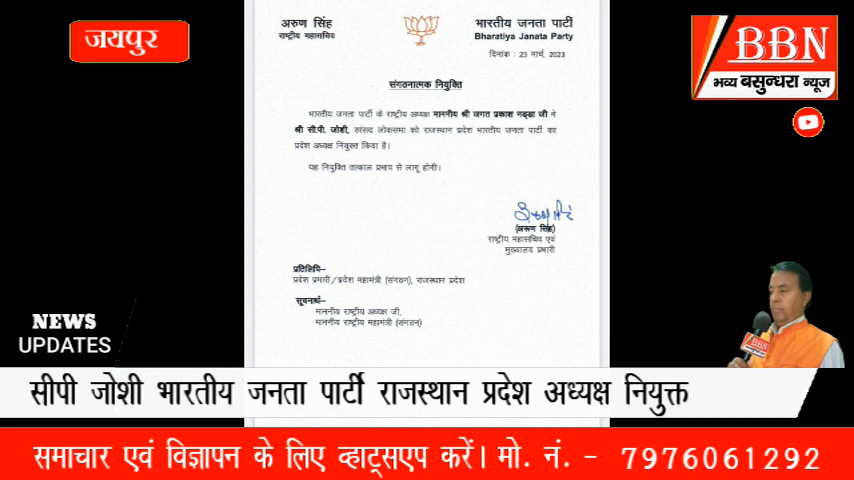 जयपुर
अरुण सिंह
राष्ट्रीय महासचिव
भारतीय जनता पार्टी
Bharatiya Janata Party
दिनांक : 23 मार्च, 2023
संगठनात्मक नियुक्ति
भारतीय जनता पार्टी के राष्ट्रीय अध्यक्ष माननीय श्री जगत प्रकाश नड्डा जी ने
श्री सी.पी. जोशी, सांसद लोकसभा को राजस्थान प्रदेश भारतीय जनता पार्टी का
प्रदेश अध्यक्ष नियुक्त किया है।
यह नियुक्ति तत्काल प्रभाव से लागू होगी।
(अरूण सिंह)
राष्ट्रीय महासचिव एवं
मुख्यालय प्रभारी
प्रतिलिपि–
प्रदेश प्रभारी/प्रदेश महामंत्री (संगठन), राजस्थान प्रदेश
सूचनार्थ–
माननीय राष्ट्रीय अध्यक्ष जी,
माननीय राष्ट्रीय महामंत्री (संगठन)
BBN
भव्य बसुन्धरा न्यूज
NEWS
UPDATES
BBN
सीपी जोशी भारतीय जनता पार्टी राजस्थान प्रदेश अध्यक्ष नियुक्त
समाचार एवं विज्ञापन के लिए व्हाट्सएप करें। मो. नं. - 7976061292